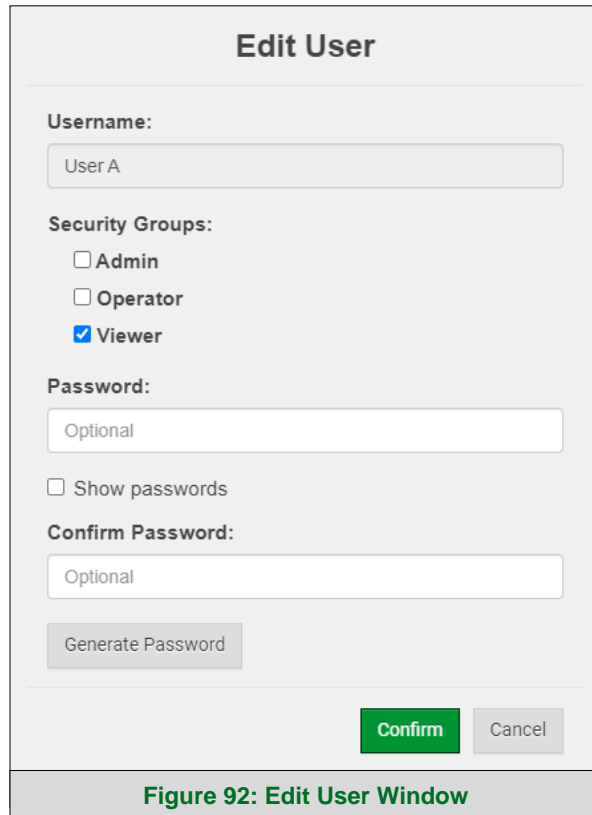 Edit User
Username:
User A
Security Groups:
Admin
Operator
Viewer
Password:
Optional
Show passwords
Confirm Password:
Optional
Generate Password
Confirm Cancel
Figure 92: Edit User Window